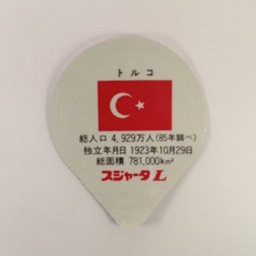 トルコ
総人口 4,929万人(85年調べ)
独立年月日 1923年10月29日
総面積 781,000km²
スジャータ L